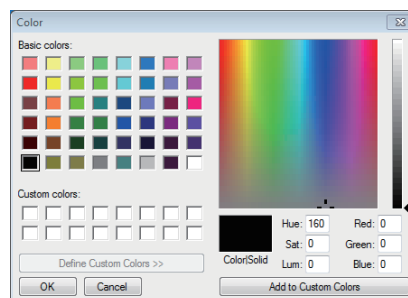 Color
Basic colors:
Custom colors:
Define Custom Colors >>
OK Cancel
Color|Solid
Hue: 160 Red: 0
Sat: 0 Green: 0
Lum: 0 Blue: 0
Add to Custom Colors